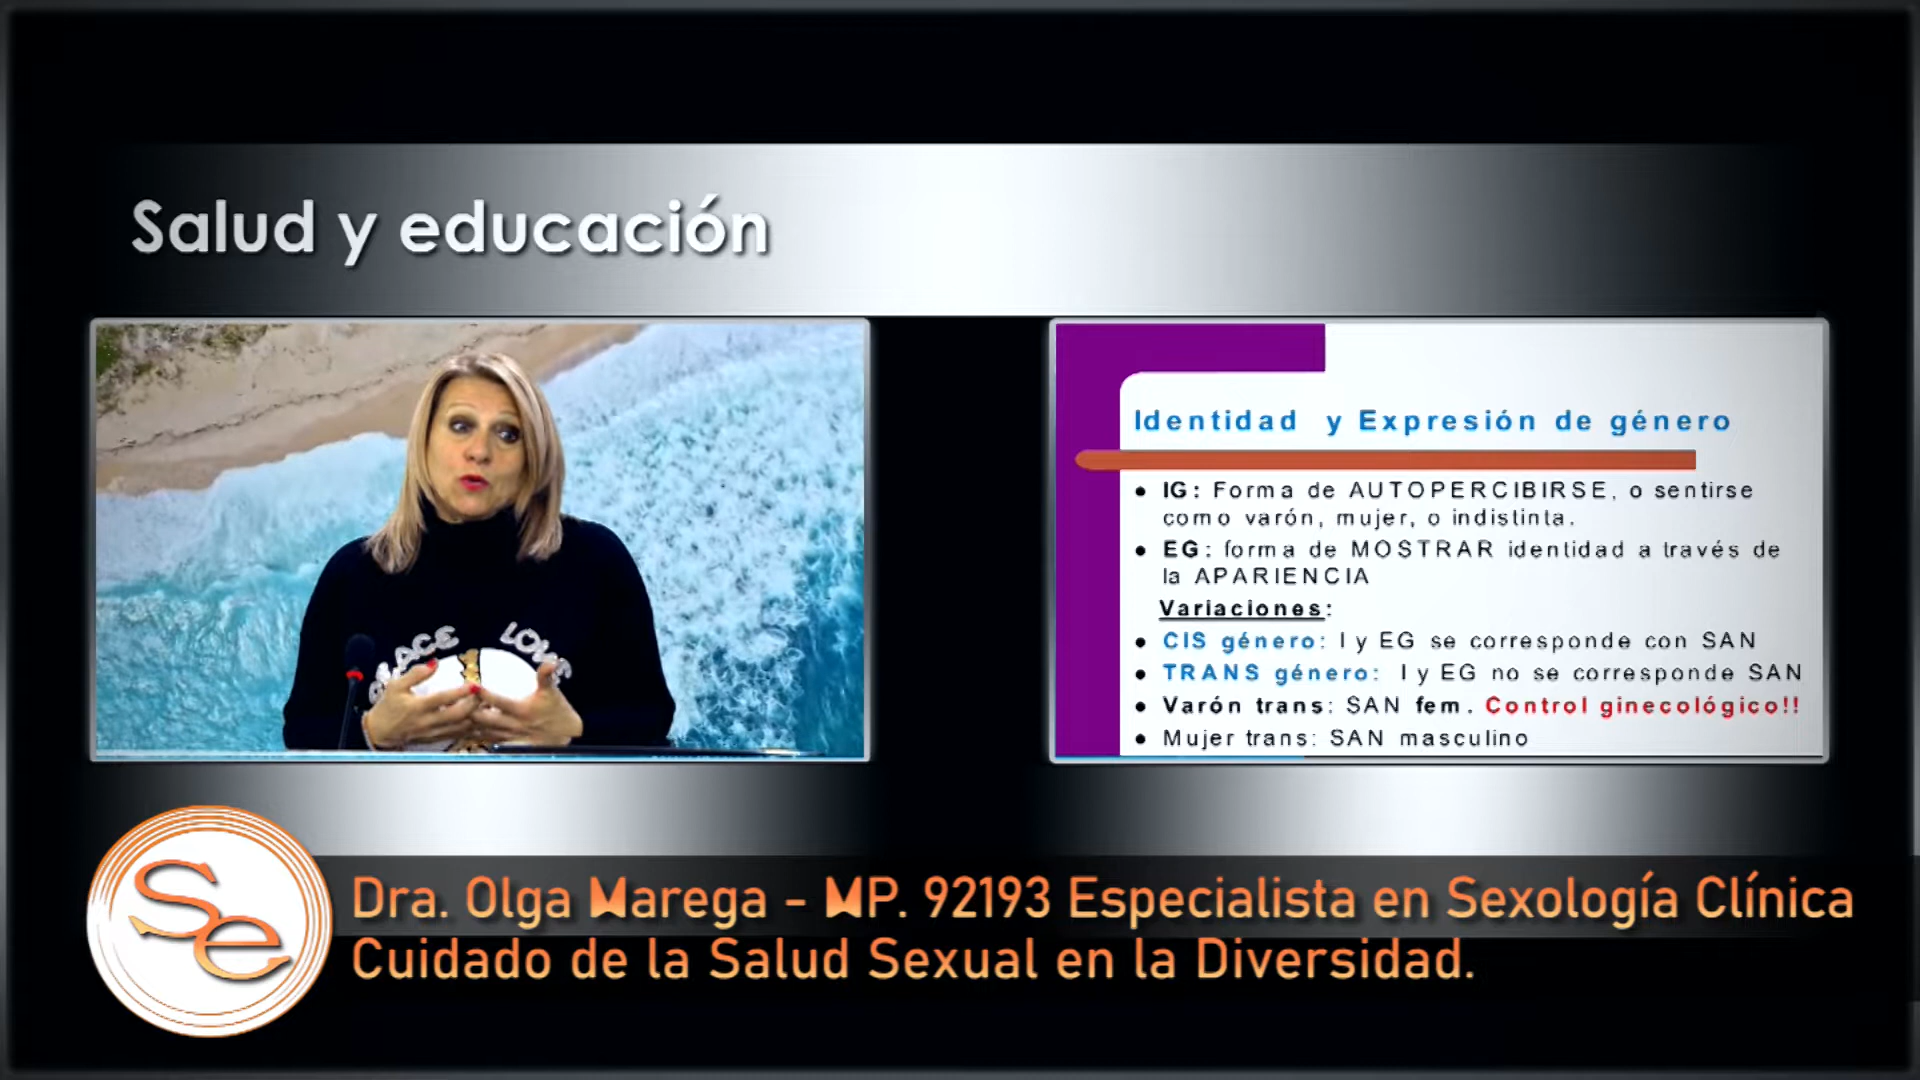 Salud y educación
PEACE
LOVE
Identidad y Expresión de género
● IG: Forma de AUTOPERCIBIRSE, o sentirse
como varón, mujer, o indistinta.
● EG: forma de MOSTRAR identidad a través de
la APARIENCIA
Variaciones:
● CIS género: I y EG se corresponde con SAN
● TRANS género: I y EG no se corresponde SAN
● Varón trans: SAN fem. Control ginecológico!!
● Mujer trans: SAN masculino
Se
Dra. Olga Marega - MP. 92193 Especialista en Sexología Clínica
Cuidado de la Salud Sexual en la Diversidad.